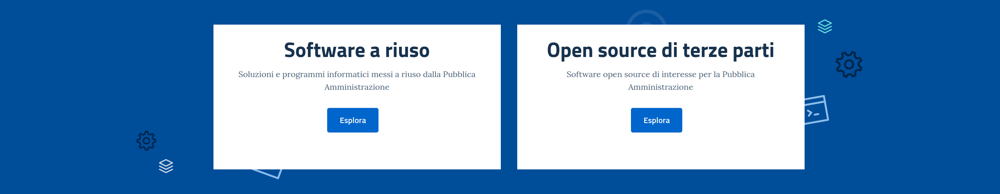 Software a riuso
Soluzioni e programmi informatici messi a riuso dalla Pubblica
Amministrazione
Esplora
Open source di terze parti
Software open source di interesse per la Pubblica
Amministrazione
Esplora